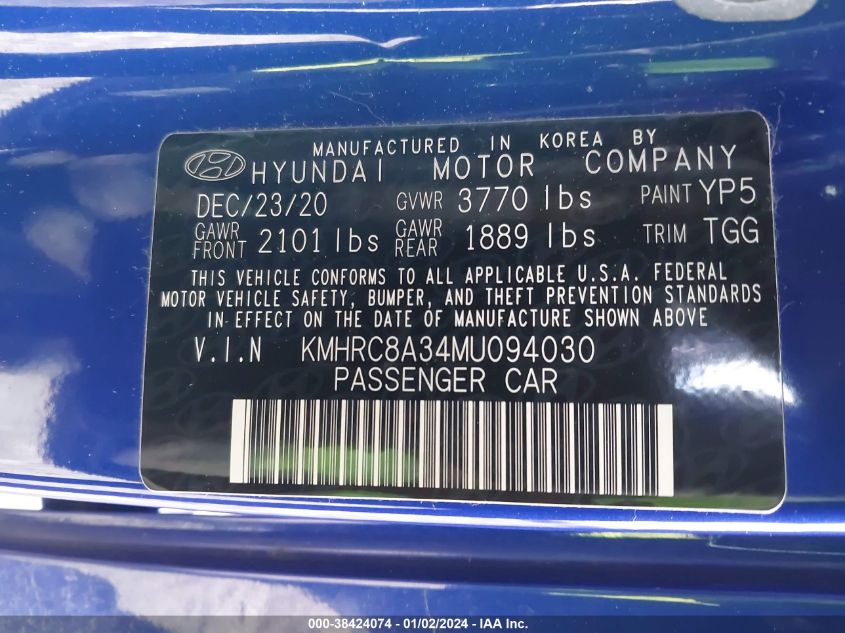 MANUFACTURED IN KOREA BY
HYUNDAI MOTOR COMPANY
DEC/23/20 GVWR 3770 lbs PAINT YP5
GAWR FRONT 2101 lbs GAWR REAR 1889 lbs TRIM TGG
THIS VEHICLE CONFORMS TO ALL APPLICABLE U.S.A. FEDERAL
MOTOR VEHICLE SAFETY, BUMPER, AND THEFT PREVENTION STANDARDS
IN EFFECT ON THE DATE OF MANUFACTURE SHOWN ABOVE
V.I.N KMHRC8A34MU094030
PASSENGER CAR
000-38424074 - 01/02/2024 - IAA Inc.